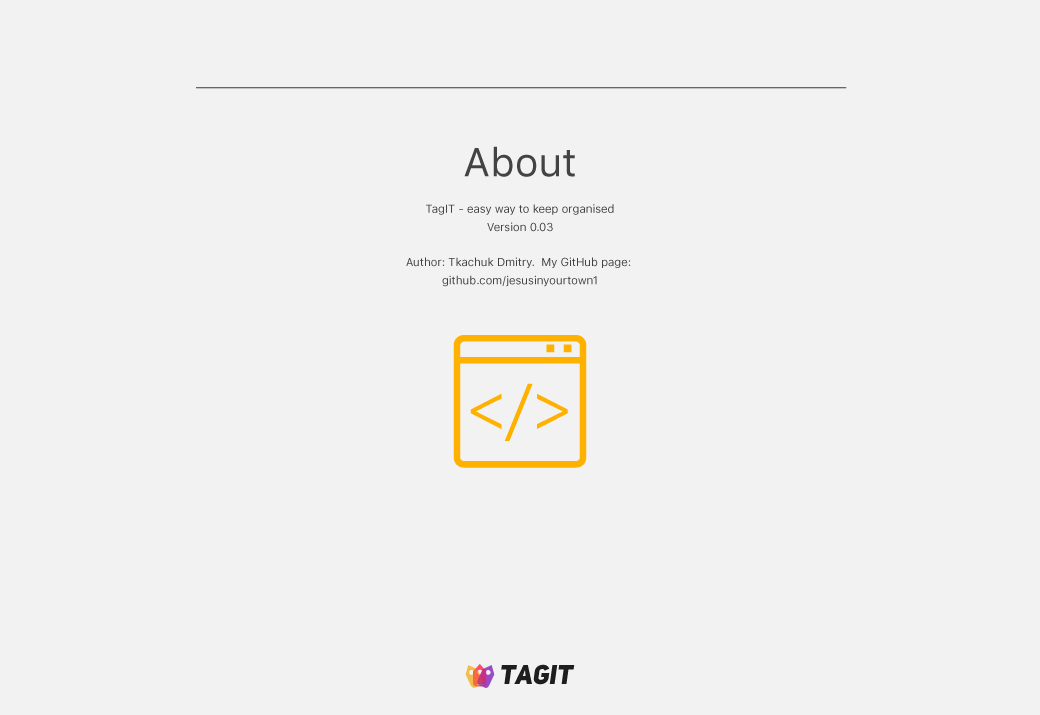 About
TagIT - easy way to keep organised
Version 0.03
Author: Tkachuk Dmitry.  My GitHub page:
github.com/jesusinyourtown1
</>
TAGIT